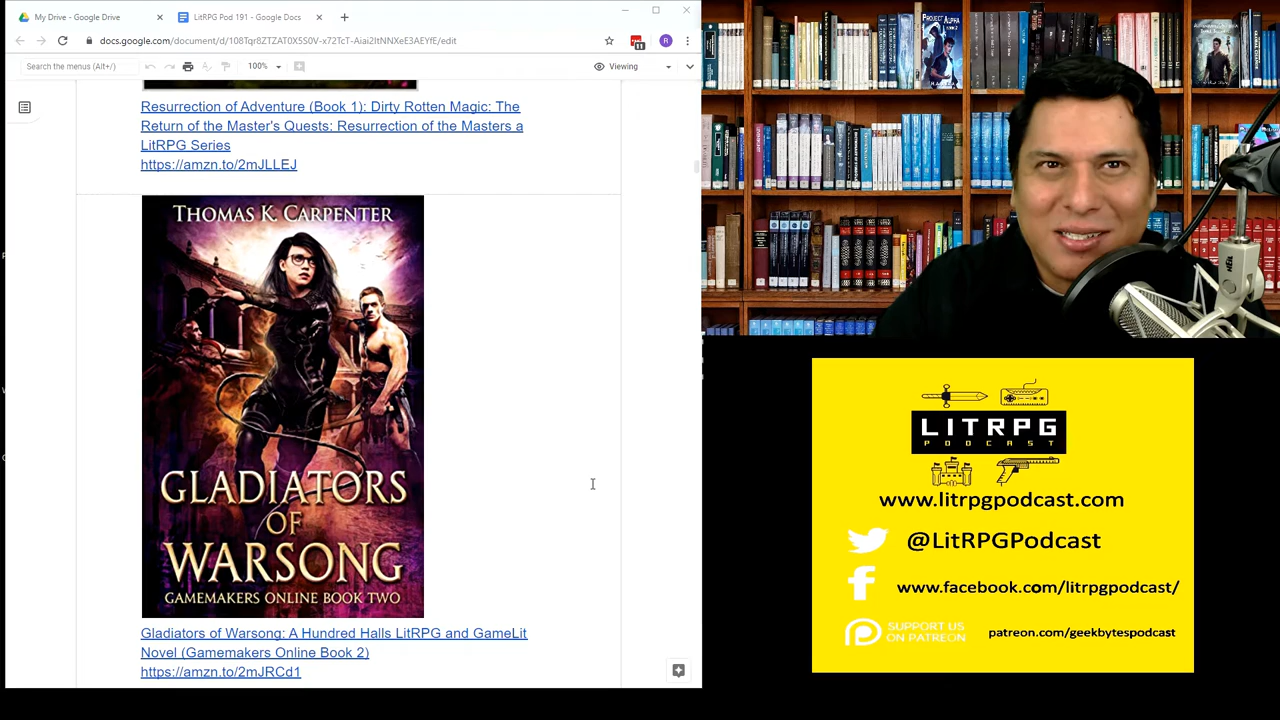 My Drive - Google Drive
LitRPG Pod 191 - Google Docs
docs.google.com/document/d/108Tqr8ZTZAT0X5S0V-x72TcT-Aiai2ItNNXeE3AEYfE/edit
11
R
Search the menus (Alt+/)
100%
Viewing
Resurrection of Adventure (Book 1): Dirty Rotten Magic: The
Return of the Master's Quests: Resurrection of the Masters a
LitRPG Series
https://amzn.to/2mJLLEJ
THOMAS K. CARPENTER
GLADIATORS
OF
WARSONG
GAMEMAKERS ONLINE BOOK TWO
Gladiators of Warsong: A Hundred Halls LitRPG and GameLit
Novel (Gamemakers Online Book 2)
https://amzn.to/2mJRCd1
PROJECT
ALPHA
LITRPG
PODCAST
www.litrpgpodcast.com
@LitRPGPodcast
www.facebook.com/litrpgpodcast/
SUPPORT US
ON PATREON
patreon.com/geekbytespodcast